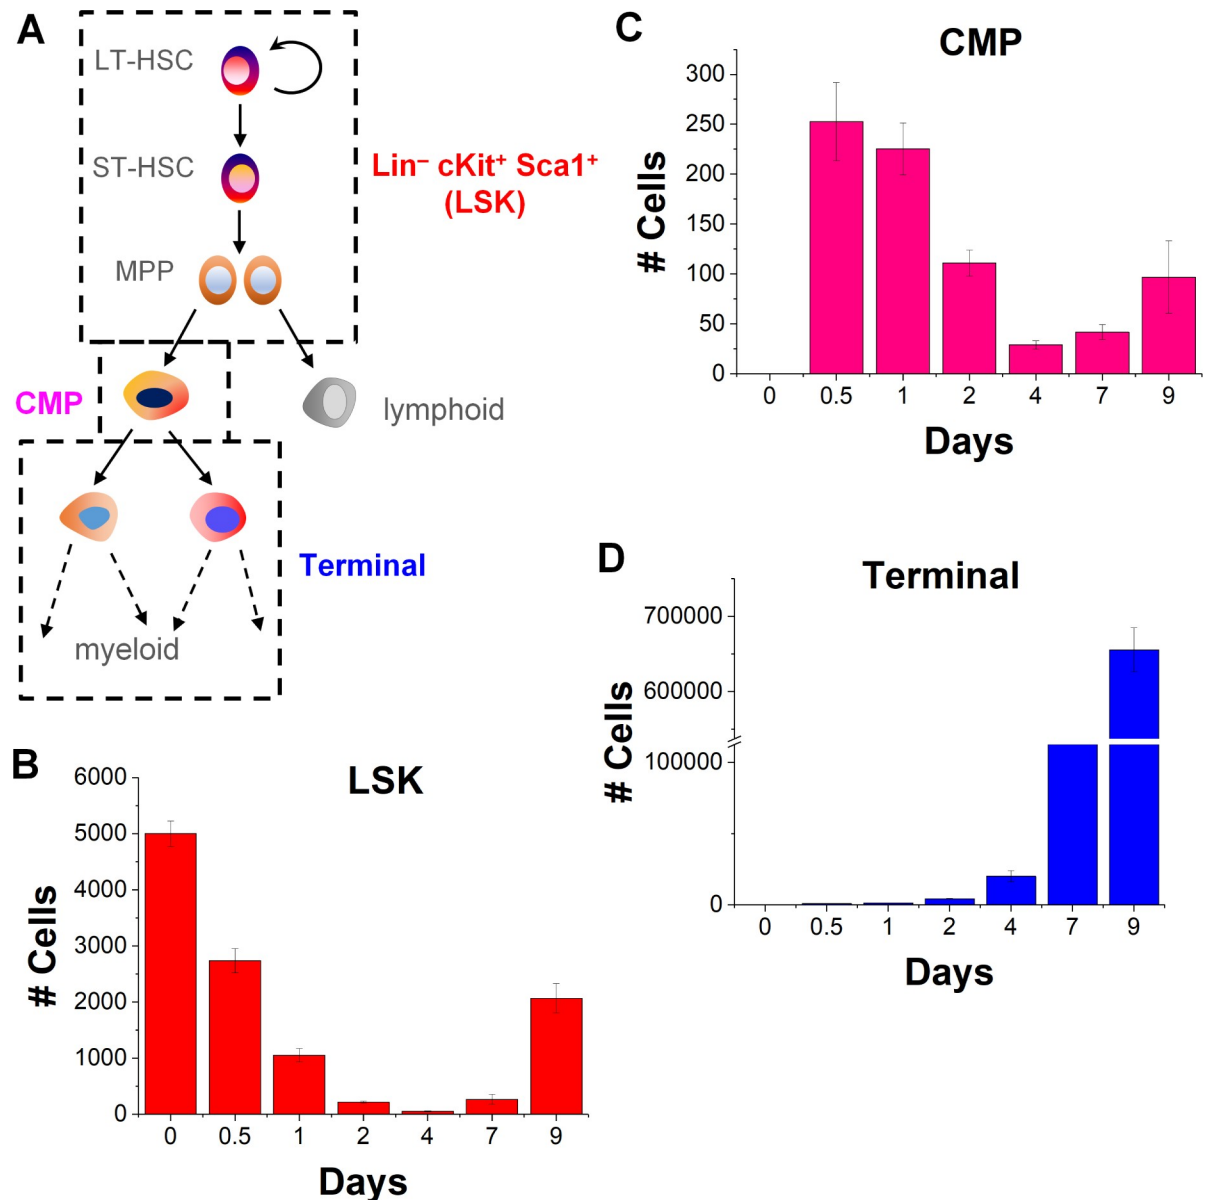 A
LT-HSC
ST-HSC
MPP
Lin– cKit+ Sca1+
(LSK)
CMP
lymphoid
Terminal
myeloid
B
LSK
# Cells
6000
5000
4000
3000
2000
1000
0
0 0.5 1 2 4 7 9
Days
C
CMP
# Cells
300
250
200
150
100
50
0
0 0.5 1 2 4 7 9
Days
D
Terminal
# Cells
700000
600000
100000
0
0 0.5 1 2 4 7 9
Days